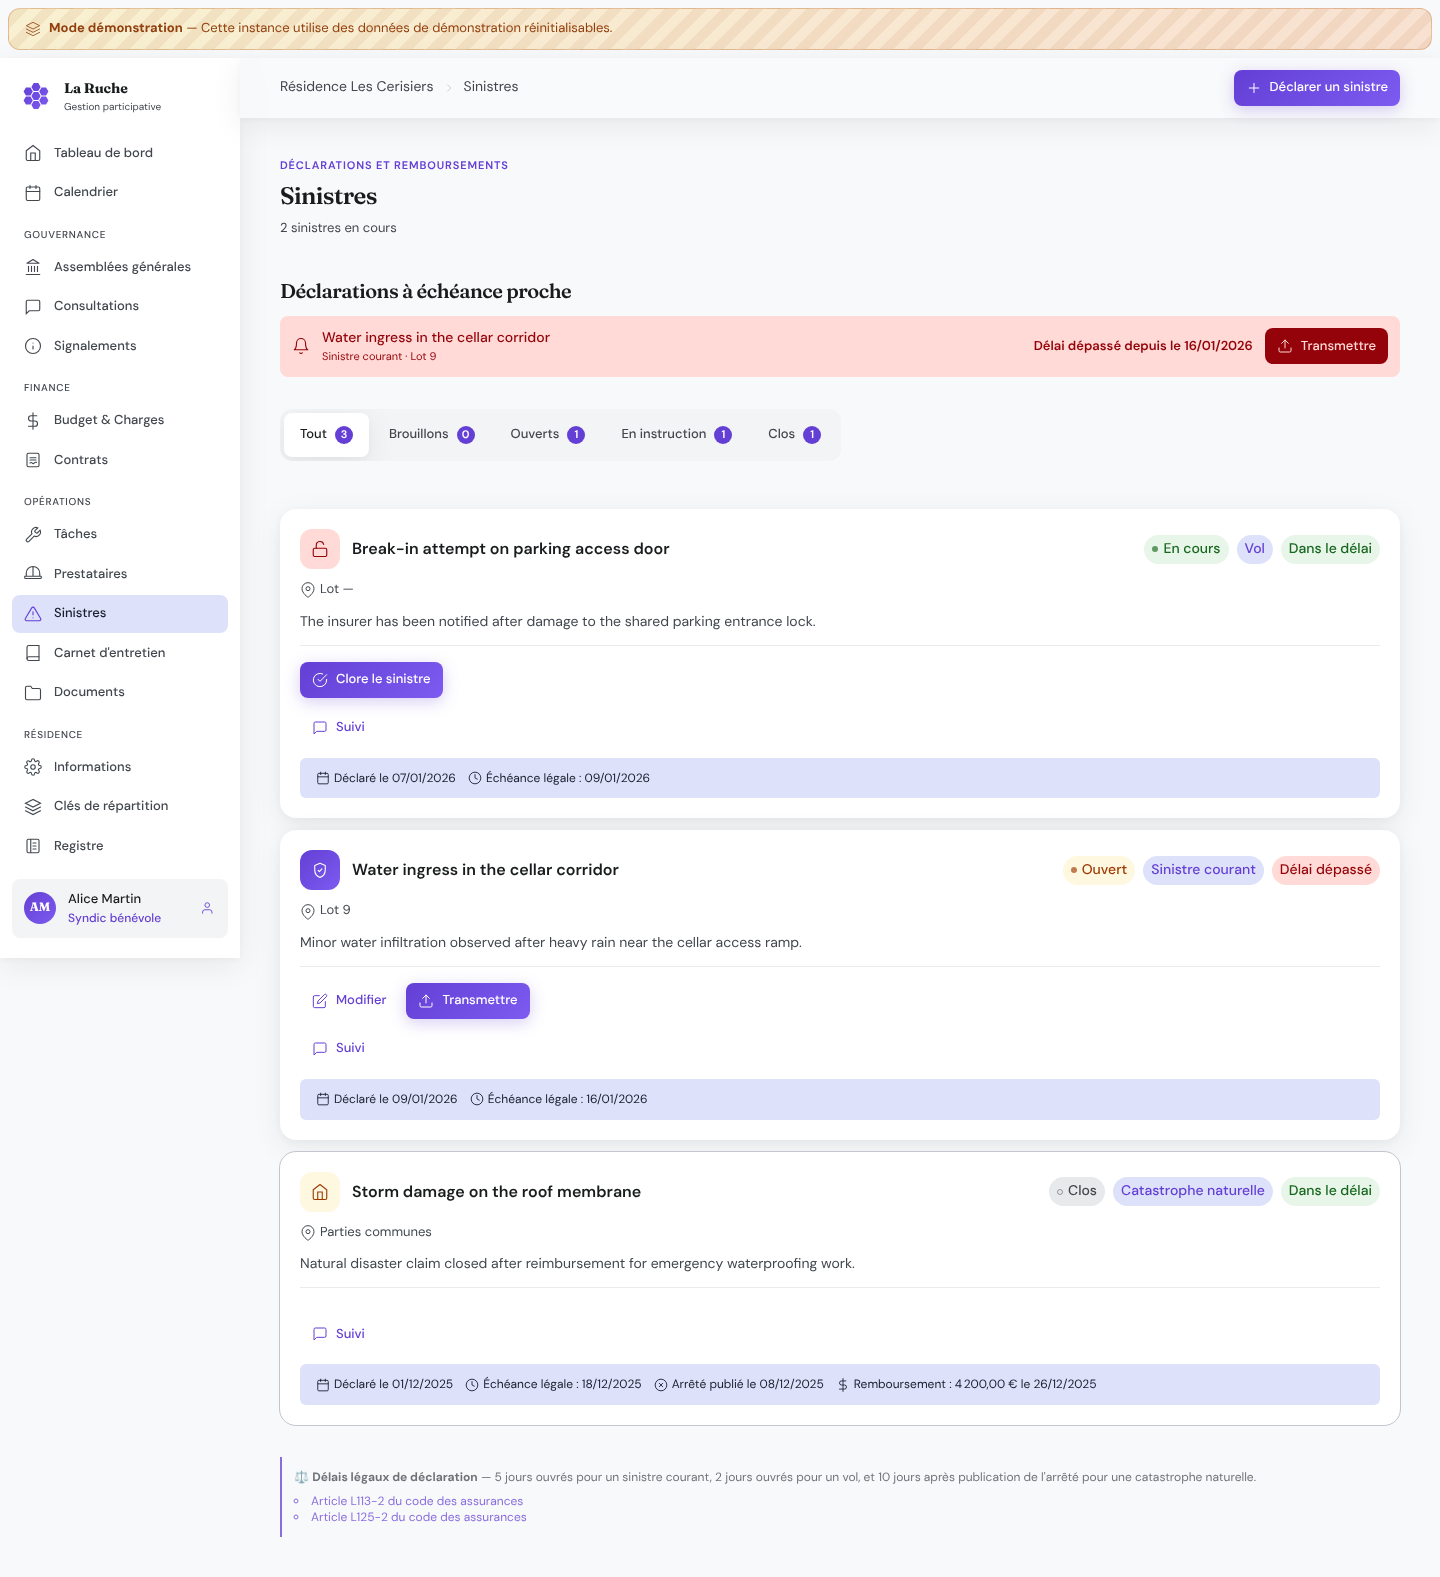 Mode démonstration — Cette instance utilise des données de démonstration réinitialisables.
La Ruche
Gestion participative
Tableau de bord
Calendrier
GOUVERNANCE
Assemblées générales
Consultations
Signalements
FINANCE
Budget & Charges
Contrats
OPÉRATIONS
Tâches
Prestataires
Sinistres
Carnet d'entretien
Documents
RÉSIDENCE
Informations
Clés de répartition
Registre
AM
Alice Martin
Syndic bénévole
Résidence Les Cerisiers > Sinistres
Déclarer un sinistre
DÉCLARATIONS ET REMBOURSEMENTS
Sinistres
2 sinistres en cours
Déclarations à échéance proche
Water ingress in the cellar corridor
Sinistre courant · Lot 9
Délai dépassé depuis le 16/01/2026
Transmettre
Tout 3 Brouillons 0 Ouverts 1 En instruction 1 Clos 1
Break-in attempt on parking access door
En cours Vol Dans le délai
Lot —
The insurer has been notified after damage to the shared parking entrance lock.
Clore le sinistre
Suivi
Déclaré le 07/01/2026 Échéance légale : 09/01/2026
Water ingress in the cellar corridor
Ouvert Sinistre courant Délai dépassé
Lot 9
Minor water infiltration observed after heavy rain near the cellar access ramp.
Modifier Transmettre
Suivi
Déclaré le 09/01/2026 Échéance légale : 16/01/2026
Storm damage on the roof membrane
Clos Catastrophe naturelle Dans le délai
Parties communes
Natural disaster claim closed after reimbursement for emergency waterproofing work.
Suivi
Déclaré le 01/12/2025 Échéance légale : 18/12/2025 Arrêté publié le 08/12/2025 Remboursement : 4 200,00 € le 26/12/2025
⚖️ Délais légaux de déclaration — 5 jours ouvrés pour un sinistre courant, 2 jours ouvrés pour un vol, et 10 jours après publication de l'arrêté pour une catastrophe naturelle.
Article L113-2 du code des assurances
Article L125-2 du code des assurances